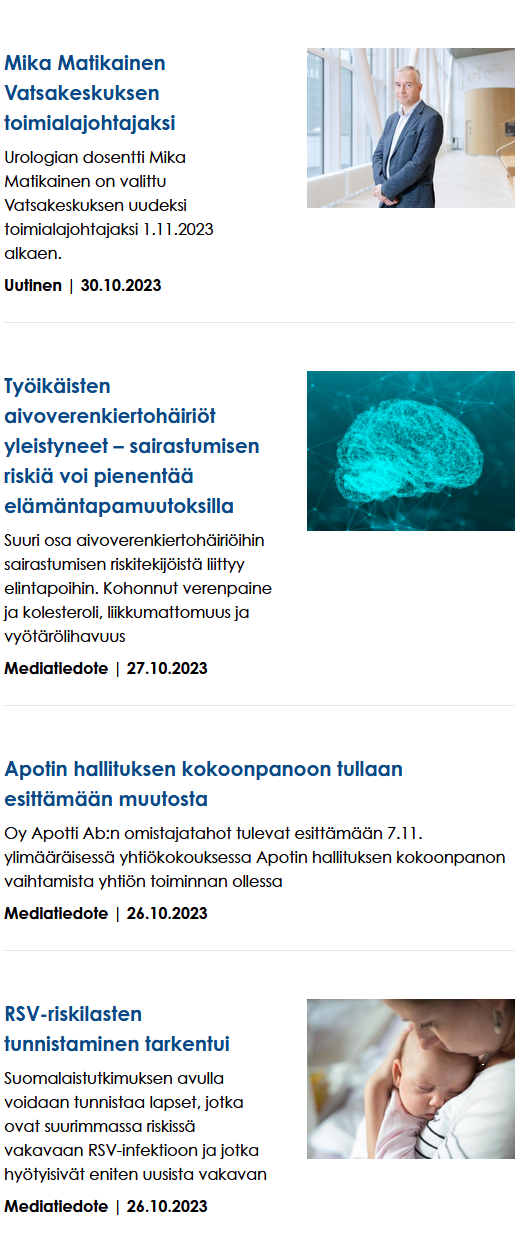 Mika Matikainen
Vatsakeskuksen
toimialajohtajaksi
Urologian dosentti Mika
Matikainen on valittu
Vatsakeskuksen uudeksi
toimialajohtajaksi 1.11.2023
alkaen.
Uutinen | 30.10.2023
Työikäisten
aivoverenkiertohäiriöt
yleistyneet – sairastumisen
riskiä voi pienentää
elämäntapamuutoksilla
Suuri osa aivoverenkiertohäiriöihin
sairastumisen riskitekijöistä liittyy
elintapoihin. Kohonnut verenpaine
ja kolesteroli, liikkumattomuus ja
vyötärölihavuus
Mediatiedote | 27.10.2023
Apotin hallituksen kokoonpanoon tullaan
esittämään muutosta
Oy Apotti Ab:n omistajatahot tulevat esittämään 7.11.
ylimääräisessä yhtiökokouksessa Apotin hallituksen kokoonpanon
vaihtamista yhtiön toiminnan ollessa
Mediatiedote | 26.10.2023
RSV-riskilasten
tunnistaminen tarkentui
Suomalaistutkimuksen avulla
voidaan tunnistaa lapset, jotka
ovat suurimmassa riskissä
vakavaan RSV-infektioon ja jotka
hyötyisivät eniten uusista vakavan
Mediatiedote | 26.10.2023